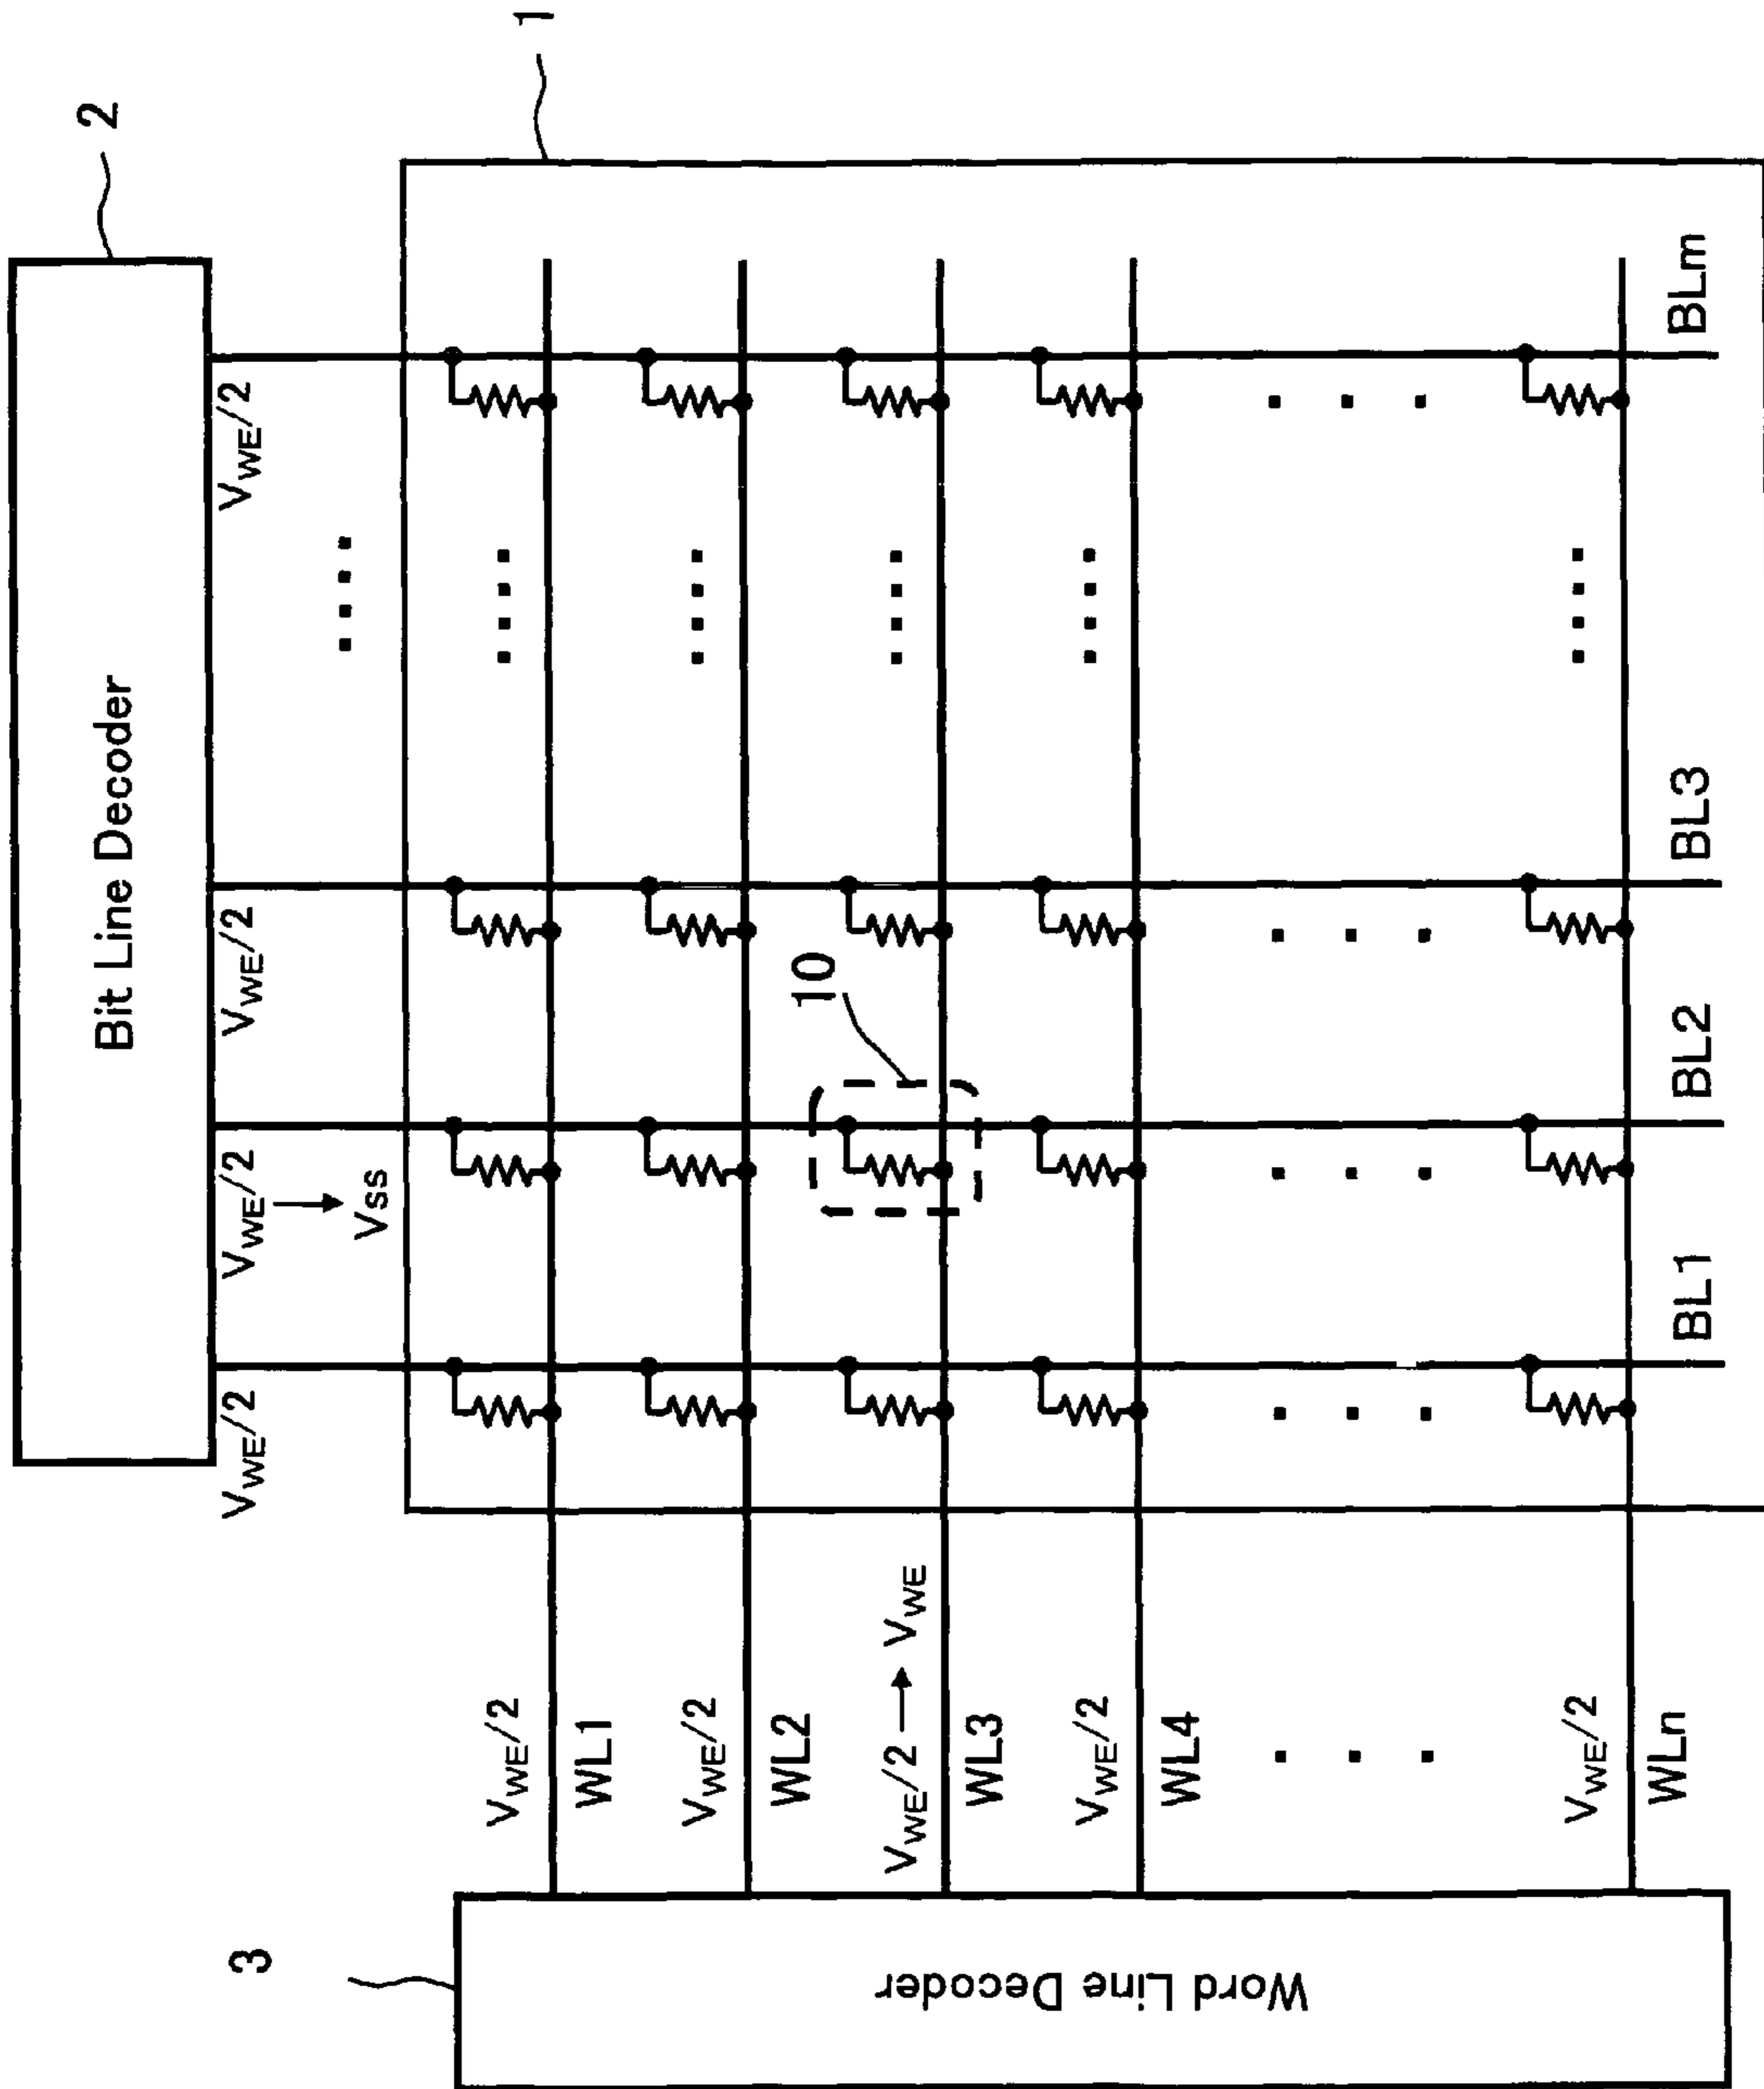 2
Bit Line Decoder
1
V_WE/2
V_WE/2
V_WE/2
V_WE/2
↓
Vss
3
Word Line Decoder
V_WE/2
WL1
V_WE/2
WL2
V_WE/2 → V_WE
WL3
10
V_WE/2
WL4
V_WE/2
WLn
BL1
BL2
BL3
BLm